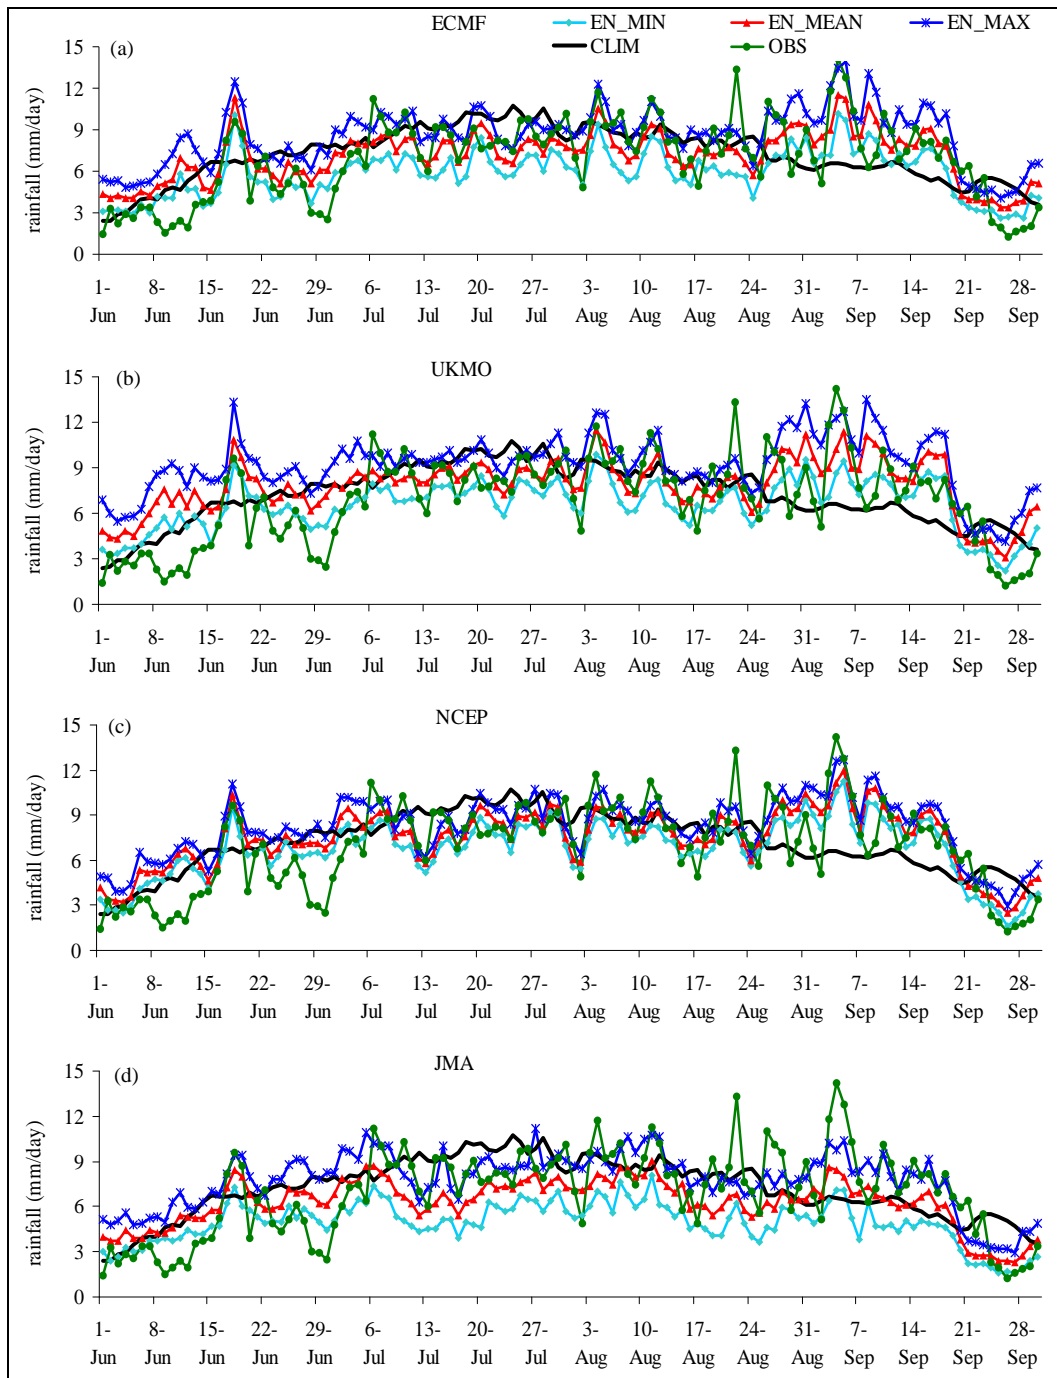 ECMF EN_MIN EN_MEAN EN_MAX
(a) CLIM OBS
15
12
9
6
3
0
rainfall (mm/day)
1- 8- 15- 22- 29- 6- 13- 20- 27- 3- 10- 17- 24- 31- 7- 14- 21- 28-
Jun Jun Jun Jun Jun Jul Jul Jul Jul Aug Aug Aug Aug Aug Sep Sep Sep Sep
(b) UKMO
15
12
9
6
3
0
rainfall (mm/day)
1- 8- 15- 22- 29- 6- 13- 20- 27- 3- 10- 17- 24- 31- 7- 14- 21- 28-
Jun Jun Jun Jun Jun Jul Jul Jul Jul Aug Aug Aug Aug Aug Sep Sep Sep Sep
(c) NCEP
15
12
9
6
3
0
rainfall (mm/day)
1- 8- 15- 22- 29- 6- 13- 20- 27- 3- 10- 17- 24- 31- 7- 14- 21- 28-
Jun Jun Jun Jun Jun Jul Jul Jul Jul Aug Aug Aug Aug Aug Sep Sep Sep Sep
(d) JMA
15
12
9
6
3
0
rainfall (mm/day)
1- 8- 15- 22- 29- 6- 13- 20- 27- 3- 10- 17- 24- 31- 7- 14- 21- 28-
Jun Jun Jun Jun Jun Jul Jul Jul Jul Aug Aug Aug Aug Aug Sep Sep Sep Sep